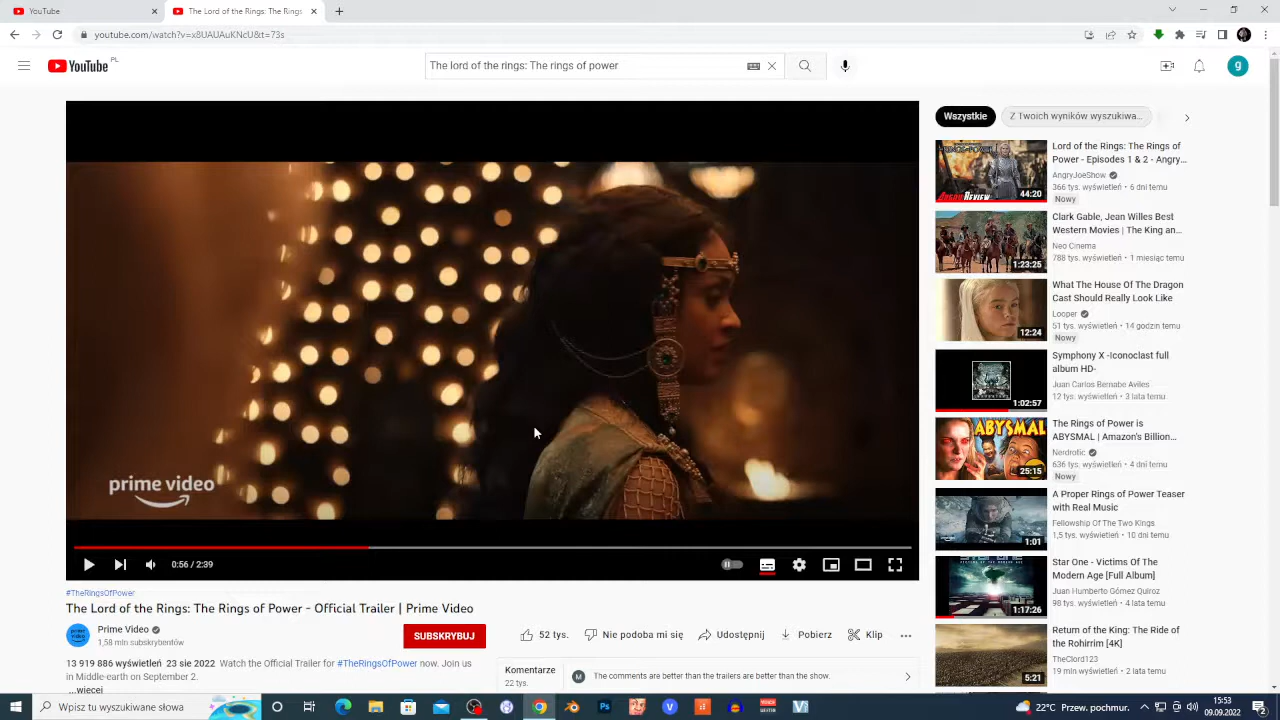 YouTube
The Lord of the Rings: The Rings
youtube.com/watch?v=x8UAUAuKNcU&t=73s
YouTube PL
The lord of the rings: The rings of power
g
Wszystkie
Z Twoich wyników wyszukiwa...
44:20
Lord of the Rings: The Rings of
Power - Episodes 1 & 2 - Angry...
AngryJoeShow
366 tys. wyświetleń • 6 dni temu
Nowy
1:23:25
Clark Gable, Jean Willes Best
Western Movies | The King an...
Neo Cinema
788 tys. wyświetleń • 1 miesiąc temu
12:24
What The House Of The Dragon
Cast Should Really Look Like
Looper
51 tys. wyświetleń • 14 godzin temu
Nowy
1:02:57
Symphony X -Iconoclast full
album HD-
Juan Carlos Bernabe Aviles
12 tys. wyświetleń • 3 lata temu
ABYSMAL
25:15
The Rings of Power is
ABYSMAL | Amazon's Billion...
Nerdrotic
636 tys. wyświetleń • 4 dni temu
Nowy
1:01
A Proper Rings of Power Teaser
with Real Music
Fellowship Of The Two Kings
1,5 tys. wyświetleń • 10 dni temu
1:17:26
Star One - Victims Of The
Modern Age [Full Album]
Juan Humberto Gómez Quiroz
98 tys. wyświetleń • 4 lata temu
5:21
Return of the King: The Ride of
the Rohirrim [4K]
TheClord123
19 mln wyświetleń • 2 lata temu
prime video
0:56 / 2:39
#TheRingsOfPower
The Lord of the Rings: The Rings of Power - Official Trailer | Prime Video
Prime Video
1,58 mln subskrybentów
SUBSKRYBUJ
52 tys.
Nie podoba mi się
Udostępnij
Pobierz
Klip
13 919 886 wyświetleń 23 sie 2022 Watch the Official Trailer for #TheRingsOfPower now. Join us
in Middle-earth on September 2.
...więcej
Komentarze
22 tys.
M
The comments are better than the trailers are better than the show.
Wpisz tu wyszukiwane słowa
Ps
22°C
15:53
09.09.2022
2